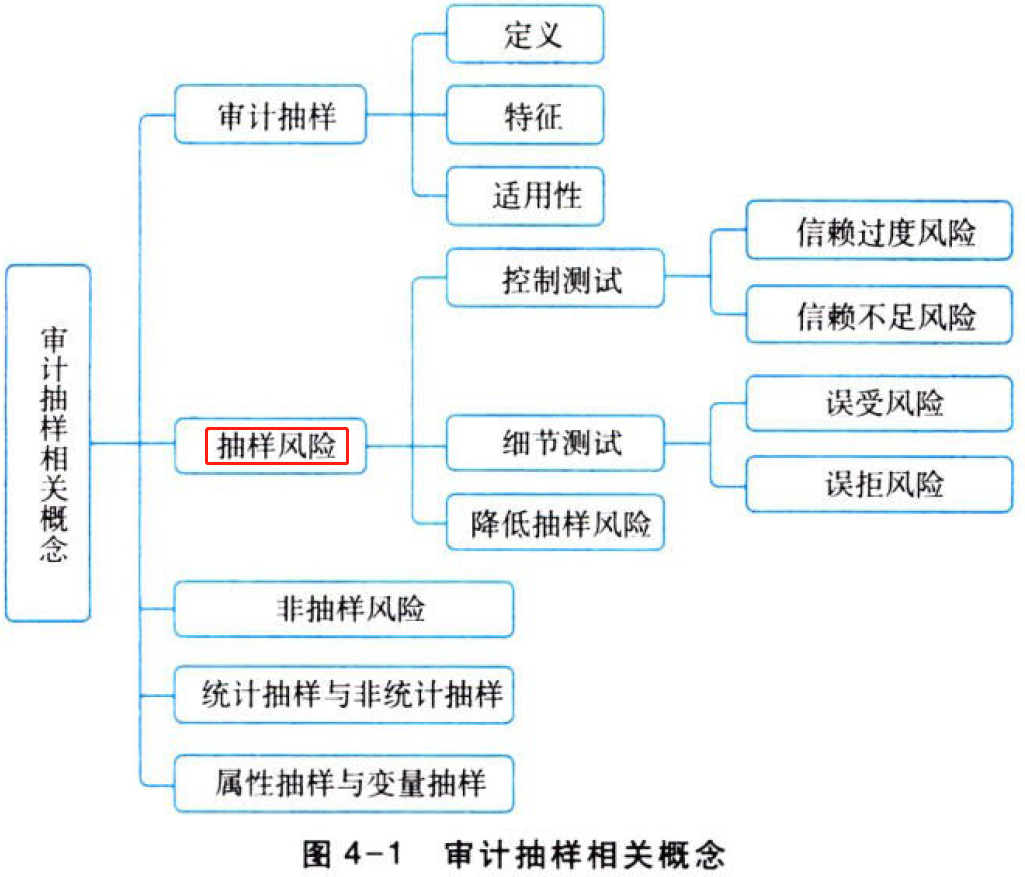 审计抽样相关概念
审计抽样
定义
特征
适用性
抽样风险
控制测试
信赖过度风险
信赖不足风险
细节测试
误受风险
误拒风险
降低抽样风险
非抽样风险
统计抽样与非统计抽样
属性抽样与变量抽样
图 4-1 审计抽样相关概念